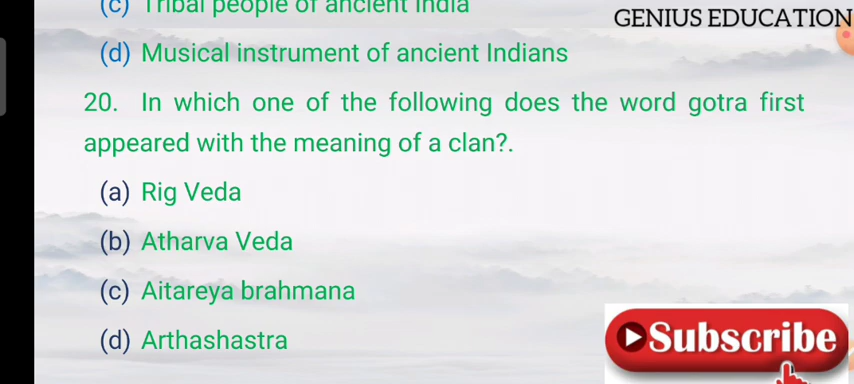 (c) Tribal people of ancient India
GENIUS EDUCATION
(d) Musical instrument of ancient Indians
20. In which one of the following does the word gotra first
appeared with the meaning of a clan?.
(a) Rig Veda
(b) Atharva Veda
(c) Aitareya brahmana
(d) Arthashastra
Subscribe